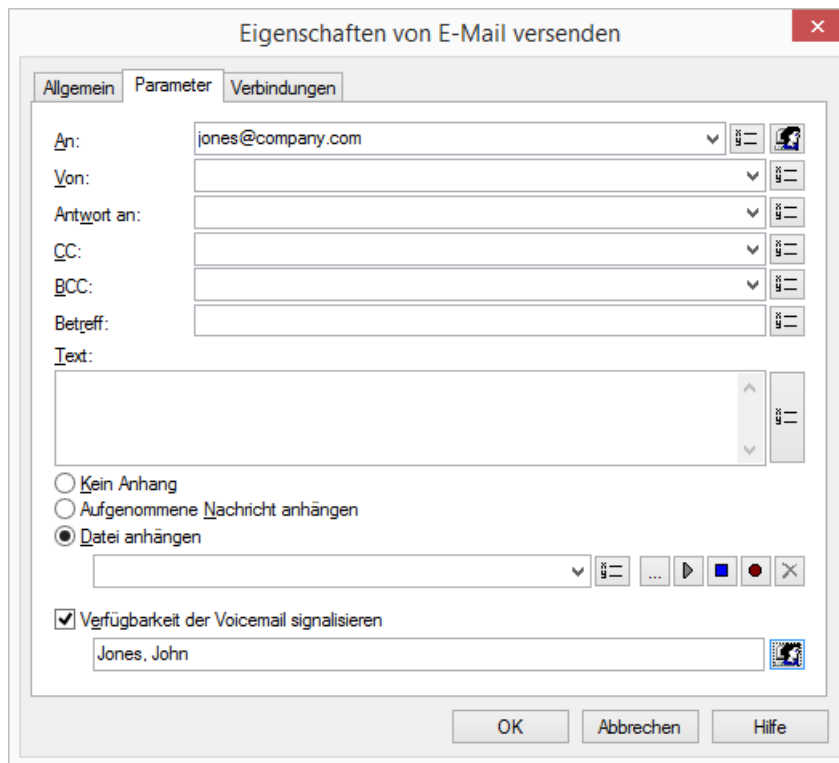 Eigenschaften von E-Mail versenden
Allgemein Parameter Verbindungen
An: jones@company.com
Von:
Antwort an:
CC:
BCC:
Betreff:
Text:
Kein Anhang
Aufgenommene Nachricht anhängen
Datei anhängen
...
Verfügbarkeit der Voicemail signalisieren
Jones, John
OK Abbrechen Hilfe